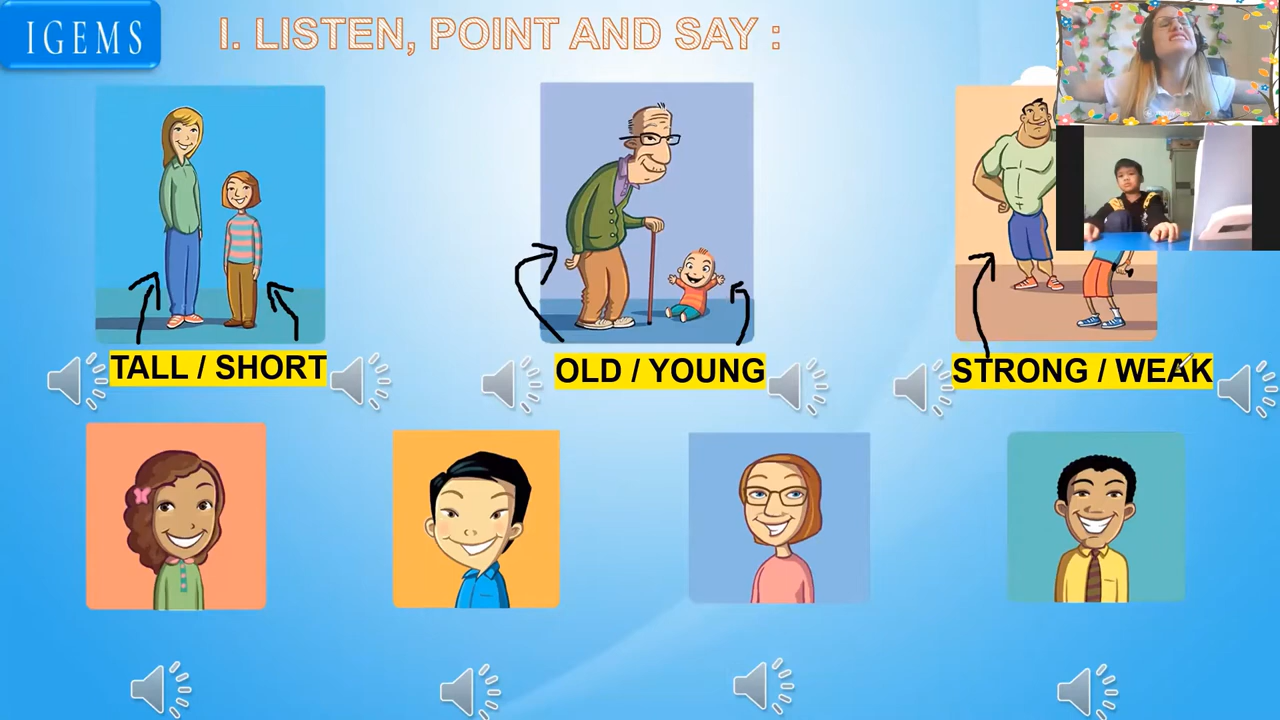 IGEMS
I. LISTEN, POINT AND SAY :
TALL / SHORT
OLD / YOUNG
STRONG / WEAK